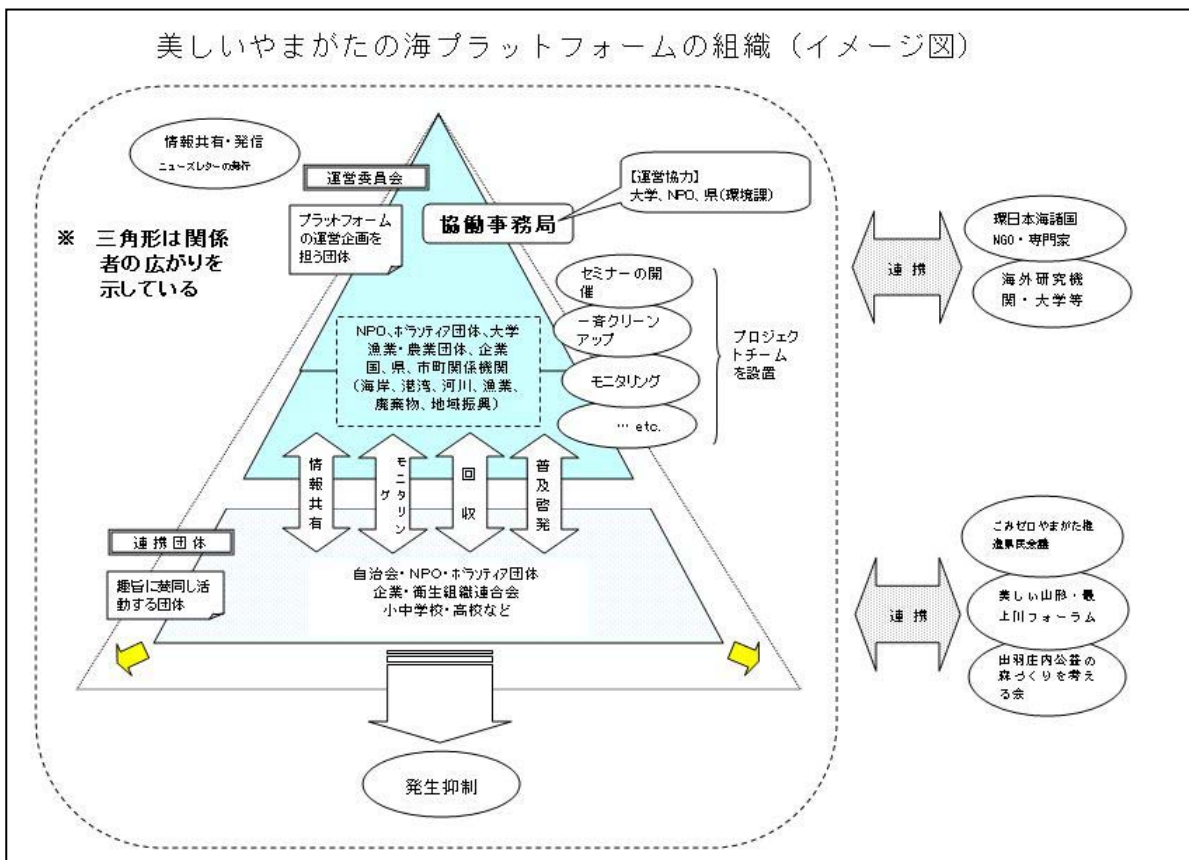 美しいやまがたの海プラットフォームの組織（イメージ図）
情報共有・発信
ニューズレターの発行
運営委員会
プラットフォーム
の運営企画を
担う団体
【運営協力】
大学、NPO、県（環境課）
協働事務局
※ 三角形は関係
者の広がりを
示している
セミナーの開
催
一斉クリーン
アップ
モニタリング
… etc.
プロジェク
トチーム
を設置
NPO、ボランティア団体、大学
漁業・農業団体、企業
国、県、市町関係機関
（海岸、港湾、河川、漁業、
廃棄物、地域振興）
情報共有
モニタリング
回収
普及啓発
連携団体
趣旨に賛同し活
動する団体
自治会・NPO・ボランティア団体
企業・衛生組織連合会
小中学校・高校など
発生抑制
連携
環日本海諸国
NGO・専門家
海外研究機
関・大学等
連携
ごみゼロやまがた推
進県民会議
美しい山形・最
上川フォーラム
出羽庄内公益の
森づくりを考え
る会